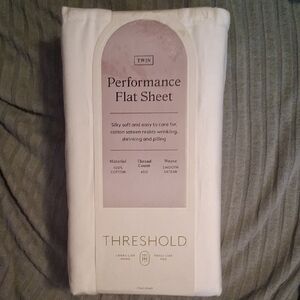 TWIN
Performance
Flat Sheet
Silky soft and easy to care for,
cotton sateen resists wrinkling,
shrinking and pilling
Material Thread Count Weave
100% COTTON 400 SMOOTH SATEEN
THRESHOLD